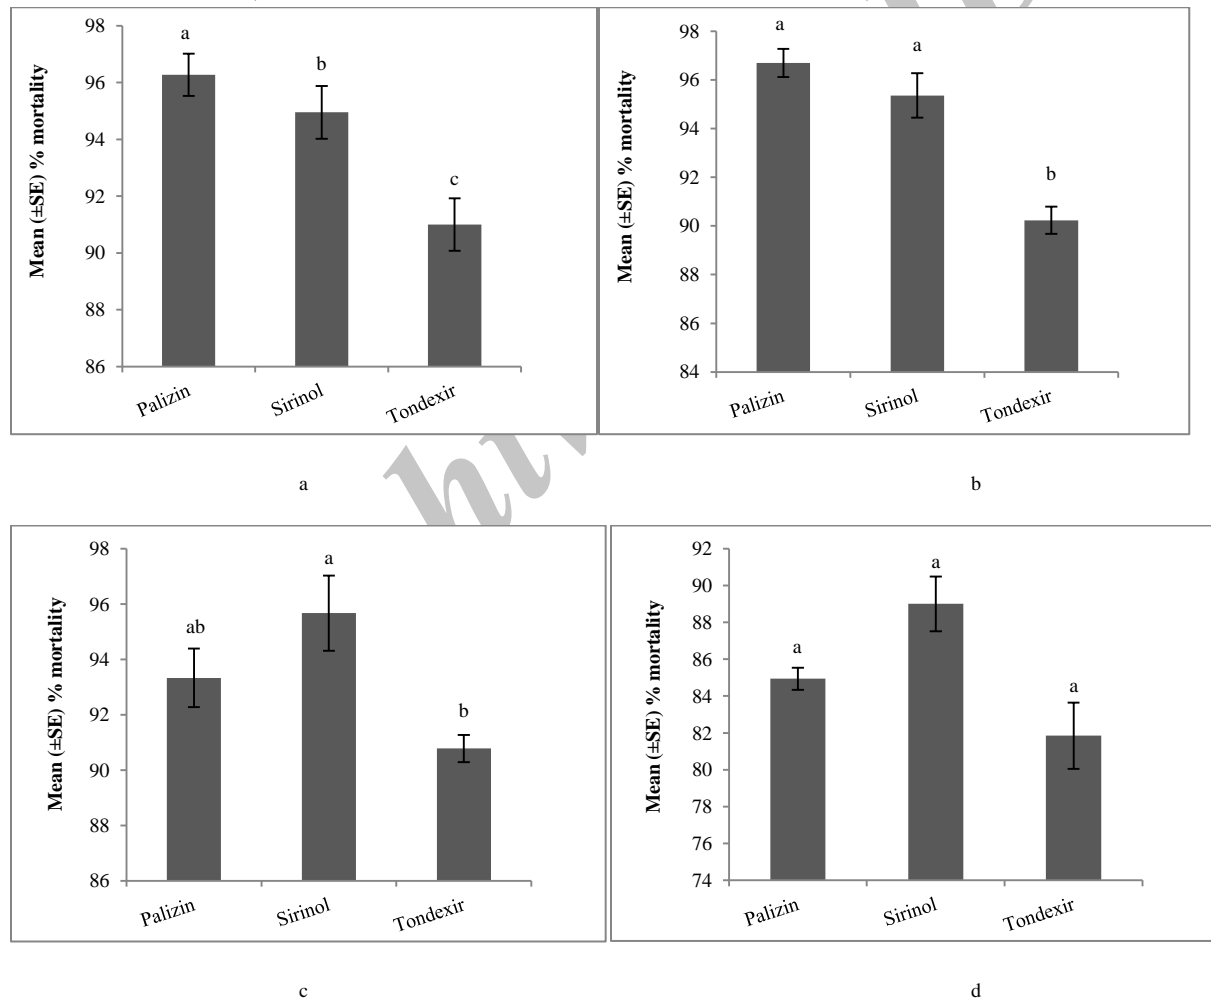 98
96
94
92
90
88
86
Mean (±SE) % mortality
a
b
c
Palizin
Sirinol
Tondexir
a
98
96
94
92
90
88
86
84
Mean (±SE) % mortality
a
a
b
Palizin
Sirinol
Tondexir
b
98
96
94
92
90
88
86
Mean (±SE) % mortality
ab
a
b
Palizin
Sirinol
Tondexir
c
92
90
88
86
84
82
80
78
76
74
Mean (±SE) % mortality
a
a
a
Palizin
Sirinol
Tondexir
d